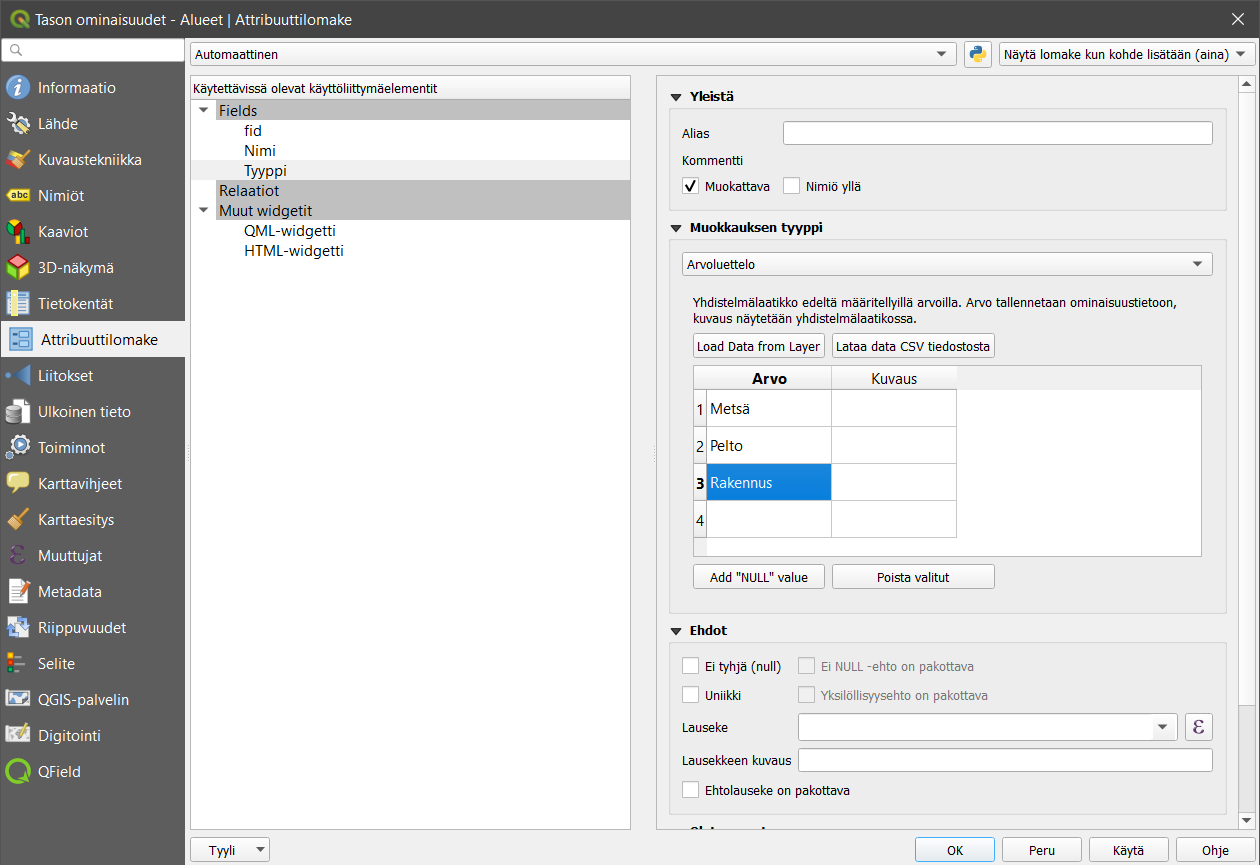 Tason ominaisuudet - Alueet | Attribuuttilomake
Informaatio
Lähde
Kuvaustekniikka
abc Nimiöt
Kaaviot
3D-näkymä
Tietokentät
Attribuuttilomake
Liitokset
Ulkoinen tieto
Toiminnot
Karttavihjeet
Karttaesitys
Muuttujat
Metadata
Riippuvuudet
Selite
QGIS-palvelin
Digitointi
QField
Automaattinen
Näytä lomake kun kohde lisätään (aina)
Käytettävissä olevat käyttöliittymäelementit
Fields
fid
Nimi
Tyyppi
Relaatiot
Muut widgetit
QML-widgetti
HTML-widgetti
Yleistä
Alias
Kommentti
Muokattava Nimiö yllä
Muokkauksen tyyppi
Arvoluettelo
Yhdistelmälaatikko edeltä määritellyillä arvoilla. Arvo tallennetaan ominaisuustietoon,
kuvaus näytetään yhdistelmälaatikossa.
Load Data from Layer Lataa data CSV tiedostosta
Arvo Kuvaus
1 Metsä
2 Pelto
3 Rakennus
4
Add "NULL" value Poista valitut
Ehdot
Ei tyhjä (null) Ei NULL -ehto on pakottava
Uniikki Yksilöllisyysehto on pakottava
Lauseke ε
Lausekkeen kuvaus
Ehtolauseke on pakottava
Tyyli OK Peru Käytä Ohje